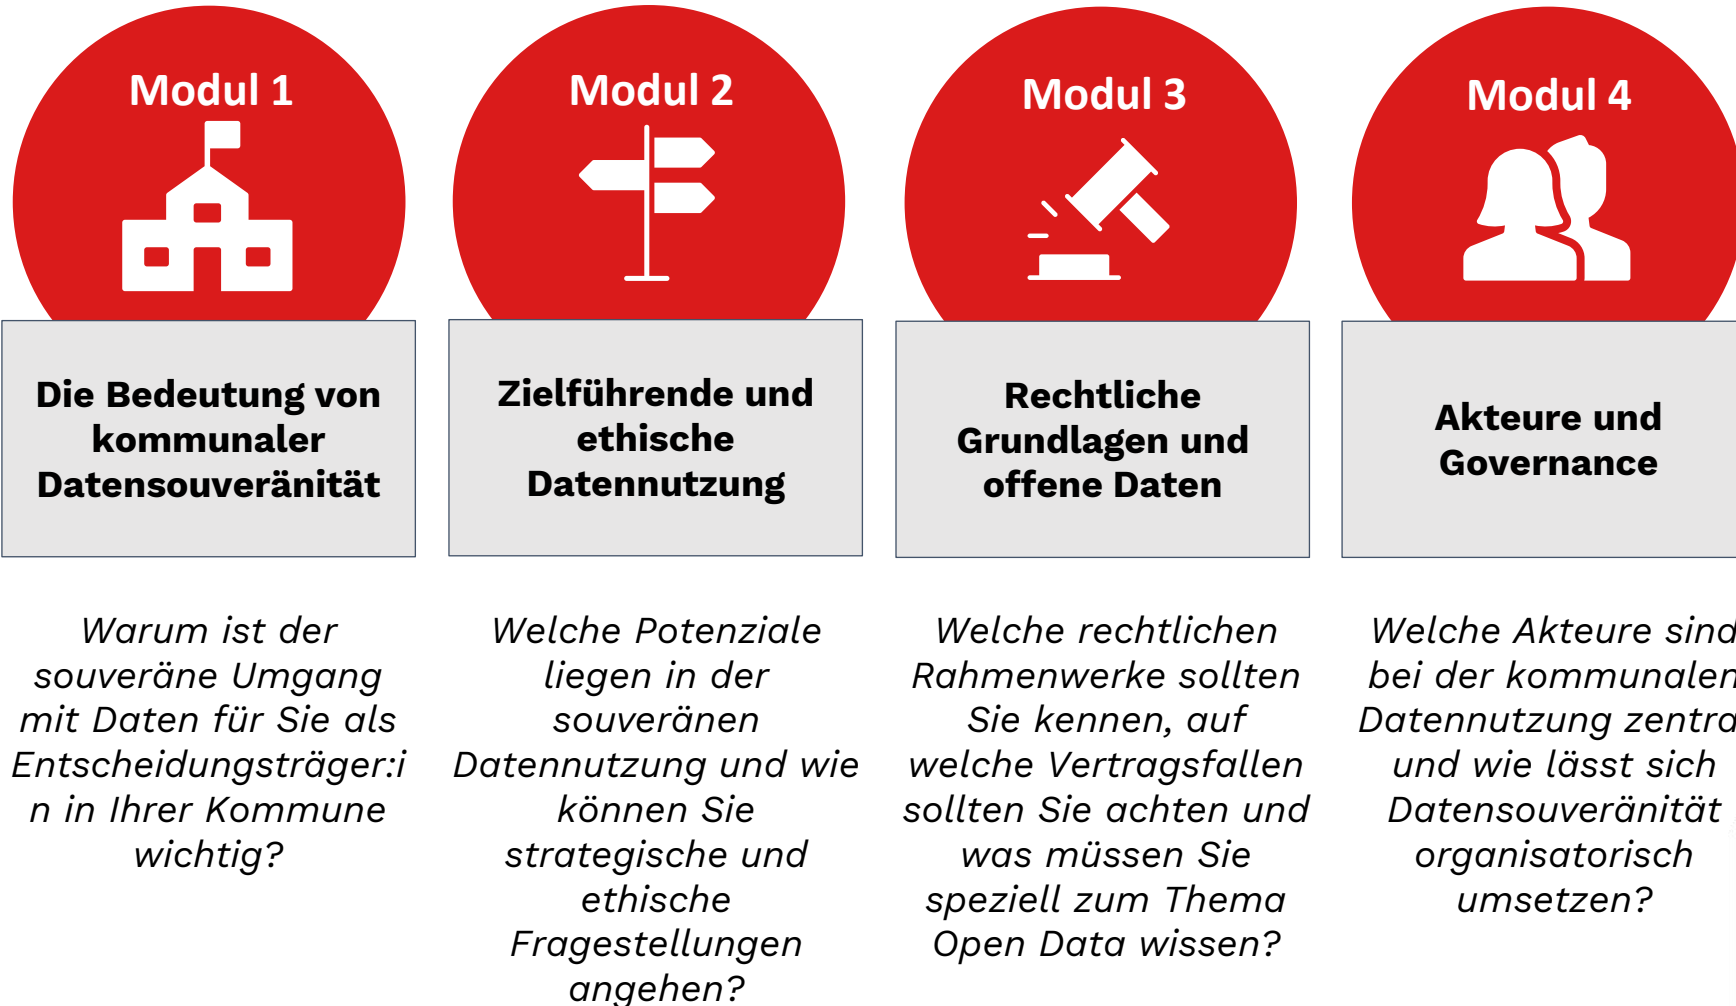 Modul 1
Die Bedeutung von
kommunaler
Datensouveränität
Warum ist der
souveräne Umgang
mit Daten für Sie als
Entscheidungsträger:i
n in Ihrer Kommune
wichtig?
Modul 2
Zielführende und
ethische
Datennutzung
Welche Potenziale
liegen in der
souveränen
Datennutzung und wie
können Sie
strategische und
ethische
Fragestellungen
angehen?
Modul 3
Rechtliche
Grundlagen und
offene Daten
Welche rechtlichen
Rahmenwerke sollten
Sie kennen, auf
welche Vertragsfallen
sollten Sie achten und
was müssen Sie
speziell zum Thema
Open Data wissen?
Modul 4
Akteure und
Governance
Welche Akteure sind
bei der kommunalen
Datennutzung zentra
und wie lässt sich
Datensouveränität
organisatorisch
umsetzen?